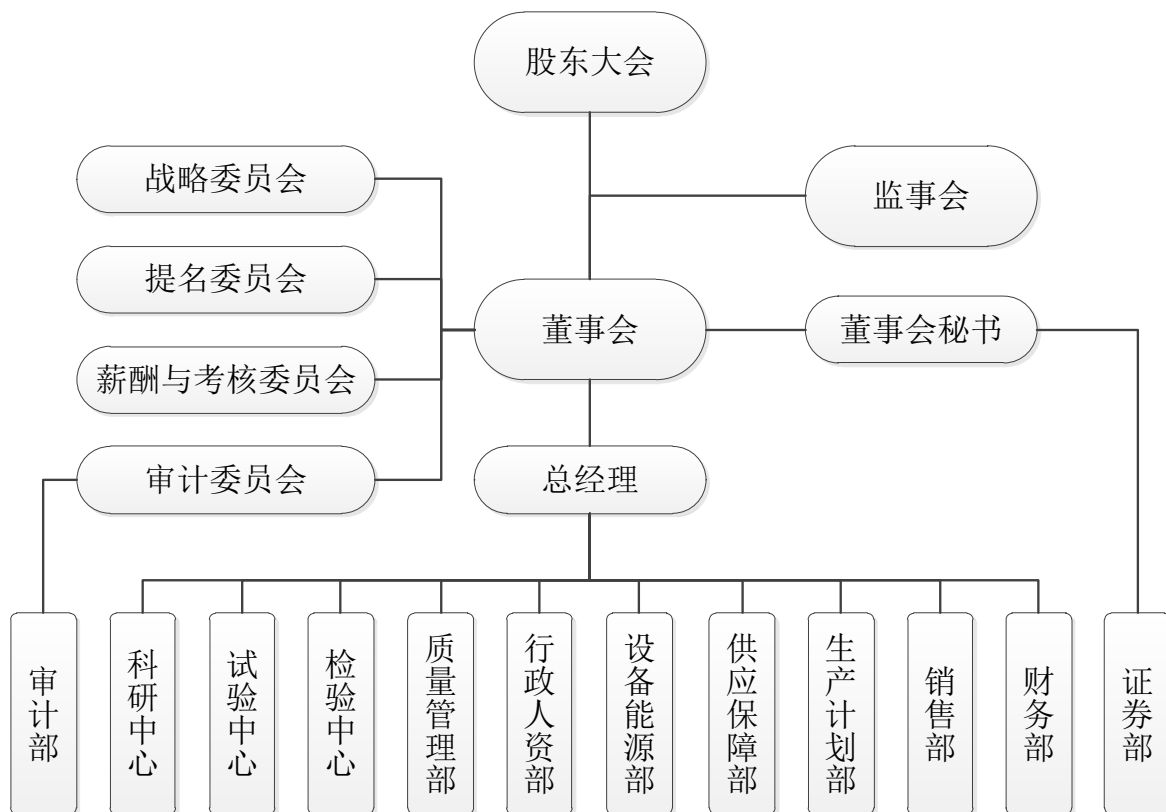 股东大会
战略委员会
监事会
提名委员会
董事会
董事会秘书
薪酬与考核委员会
审计委员会
总经理
审计部
科研中心
试验中心
检验中心
质量管理部
行政人资部
设备能源部
供应保障部
生产计划部
销售部
财务部
证券部